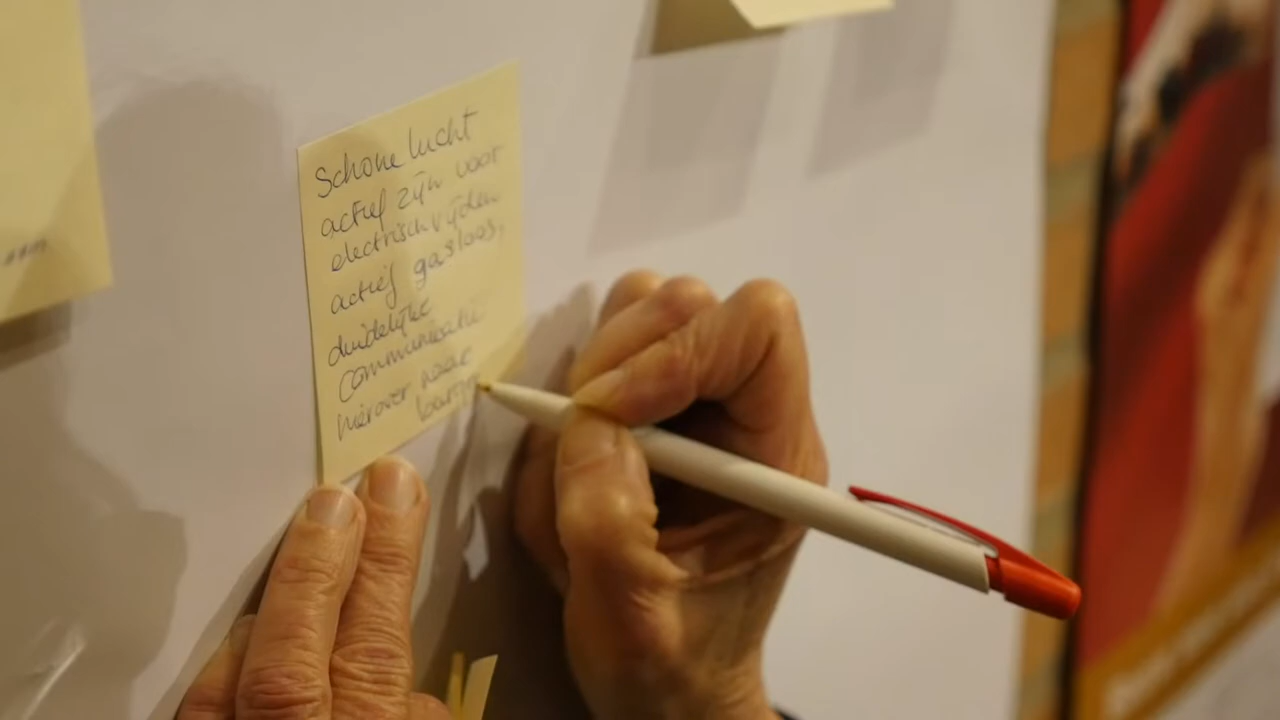 Schone lucht
actief zijn voor
electrisch rijden
actief gasloos,
duidelijke
communicatie
hierover naar